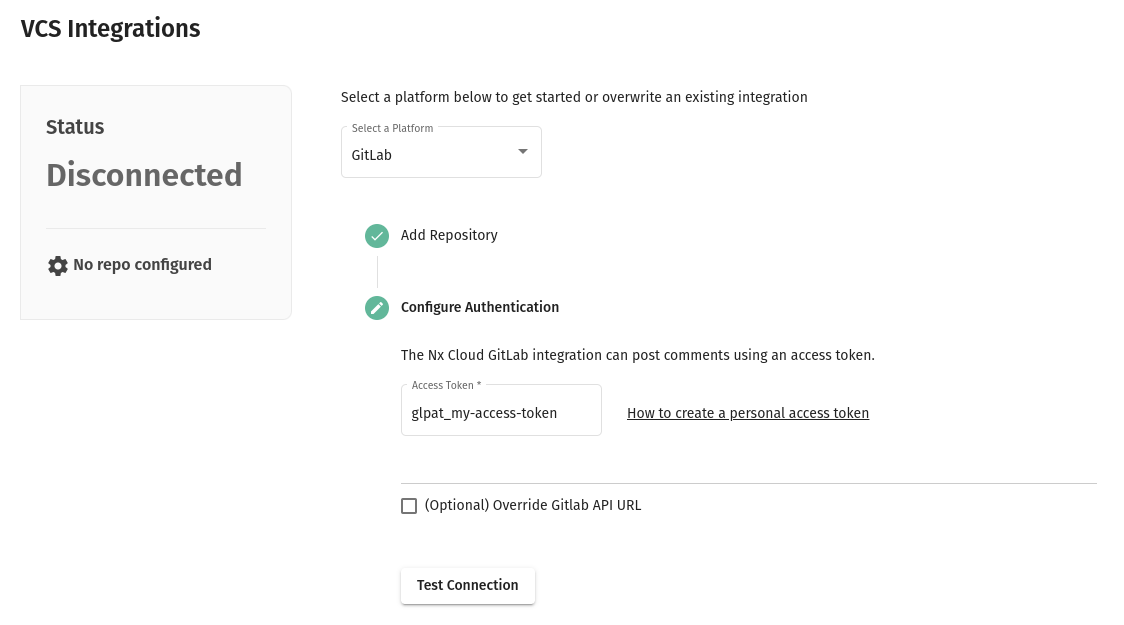 VCS Integrations
Status
Disconnected
No repo configured
Select a platform below to get started or overwrite an existing integration
Select a Platform
GitLab
Add Repository
Configure Authentication
The Nx Cloud GitLab integration can post comments using an access token.
Access Token *
glpat_my-access-token
How to create a personal access token
(Optional) Override Gitlab API URL
Test Connection